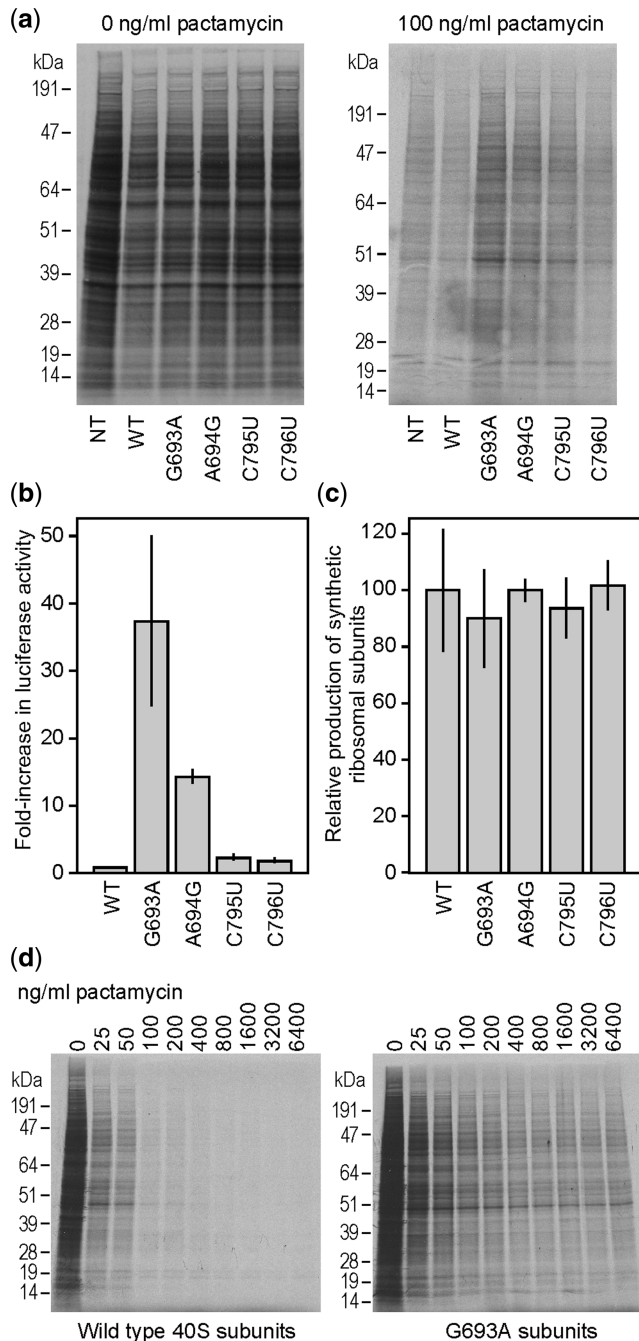 (a)
0 ng/ml pactamycin
100 ng/ml pactamycin
kDa
191
47
64
51
39
28
19
14
NT
WT
G693A
A694G
C795U
C796U
kDa
191
47
64
51
39
28
19
14
NT
WT
G693A
A694G
C795U
C796U
(b)
Fold-increase in luciferase activity
50
40
30
20
10
0
WT
G693A
A694G
C795U
C796U
(c)
Relative production of synthetic
ribosomal subunits
120
100
80
60
40
20
0
WT
G693A
A694G
C795U
C796U
(d)
ng/ml pactamycin
0
25
50
100
200
400
800
1600
3200
6400
kDa
191
47
64
51
39
28
19
14
Wild type 40S subunits
0
25
50
100
200
400
800
1600
3200
6400
kDa
191
47
64
51
39
28
19
14
G693A subunits